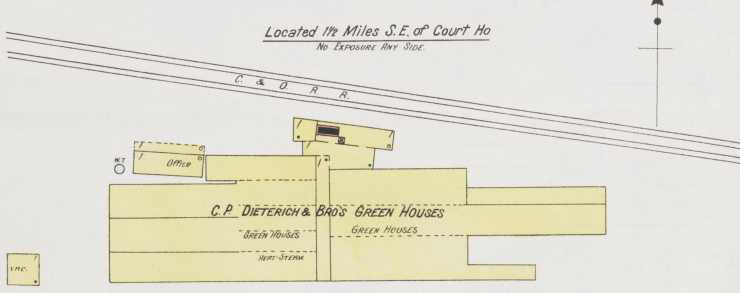 Located 1½ Miles S.E. of Court Ho
No Exposure Any Side.
C. & O. R. R.
W.T.
Office
C.P. Dieterich & Bro's Green Houses
Green Houses
Green Houses
Heat: Steam.